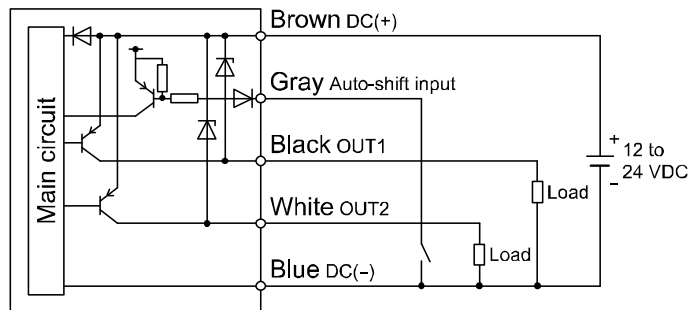 Main circuit
Brown DC(+)
Gray Auto-shift input
Black OUT1
White OUT2
Blue DC(−)
Load
Load
+
12 to
24 VDC
-